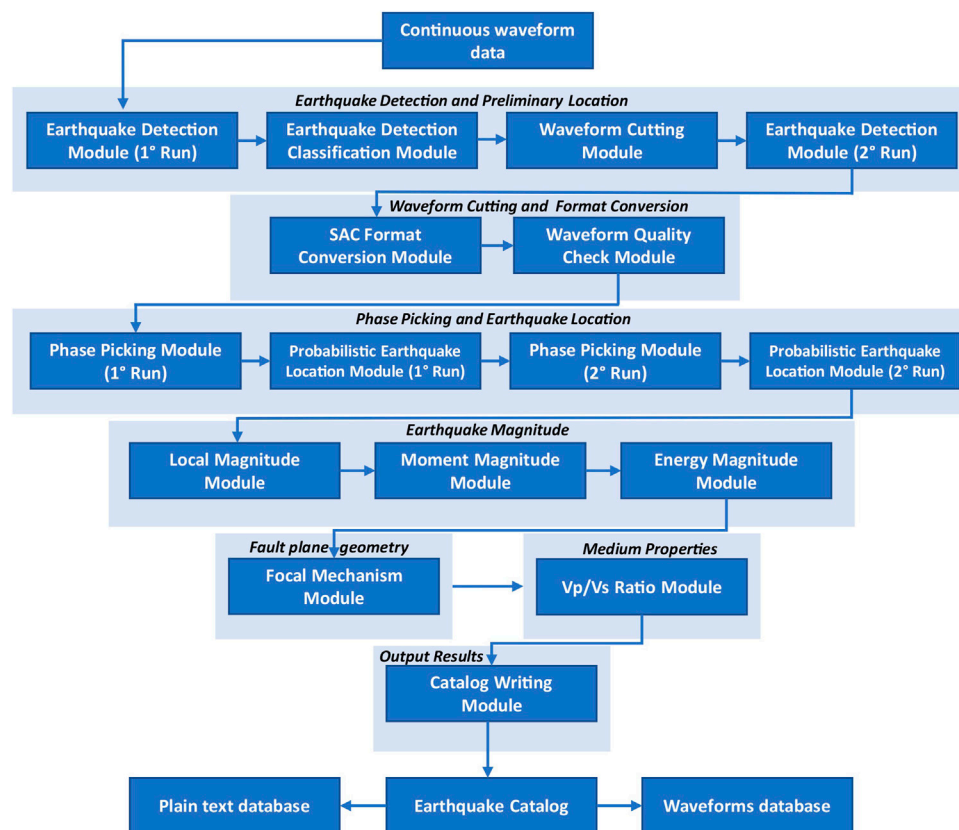 Continuous waveform
data
Earthquake Detection and Preliminary Location
Earthquake Detection
Module (1° Run)
Earthquake Detection
Classification Module
Waveform Cutting
Module
Earthquake Detection
Module (2° Run)
Waveform Cutting and Format Conversion
SAC Format
Conversion Module
Waveform Quality
Check Module
Phase Picking and Earthquake Location
Phase Picking Module
(1° Run)
Probabilistic Earthquake
Location Module (1° Run)
Phase Picking Module
(2° Run)
Probabilistic Earthquake
Location Module (2° Run)
Earthquake Magnitude
Local Magnitude
Module
Moment Magnitude
Module
Energy Magnitude
Module
Fault plane geometry
Focal Mechanism
Module
Medium Properties
Vp/Vs Ratio Module
Output Results
Catalog Writing
Module
Plain text database
Earthquake Catalog
Waveforms database